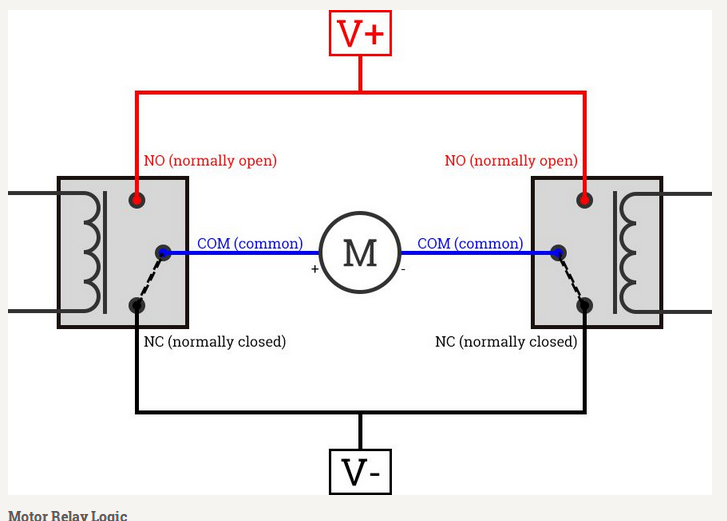 V+
NO (normally open)
NO (normally open)
COM (common)
M
COM (common)
+
-
NC (normally closed)
NC (normally closed)
V-
Motor Relay Logic